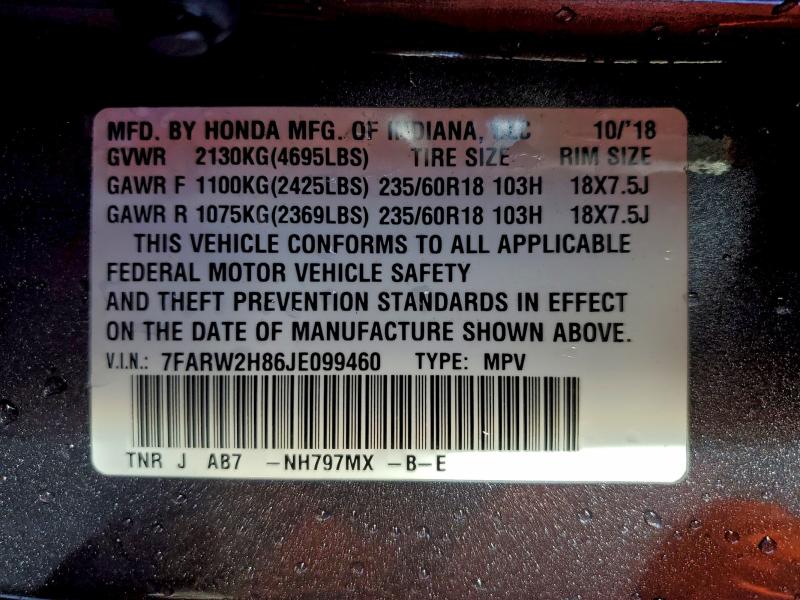 MFD. BY HONDA MFG. OF INDIANA, LLC 10/'18
GVWR 2130KG(4695LBS) TIRE SIZE RIM SIZE
GAWR F 1100KG(2425LBS) 235/60R18 103H 18X7.5J
GAWR R 1075KG(2369LBS) 235/60R18 103H 18X7.5J
THIS VEHICLE CONFORMS TO ALL APPLICABLE
FEDERAL MOTOR VEHICLE SAFETY
AND THEFT PREVENTION STANDARDS IN EFFECT
ON THE DATE OF MANUFACTURE SHOWN ABOVE.
V.I.N.: 7FARW2H86JE099460 TYPE: MPV
TNR J AB7 -NH797MX -B-E